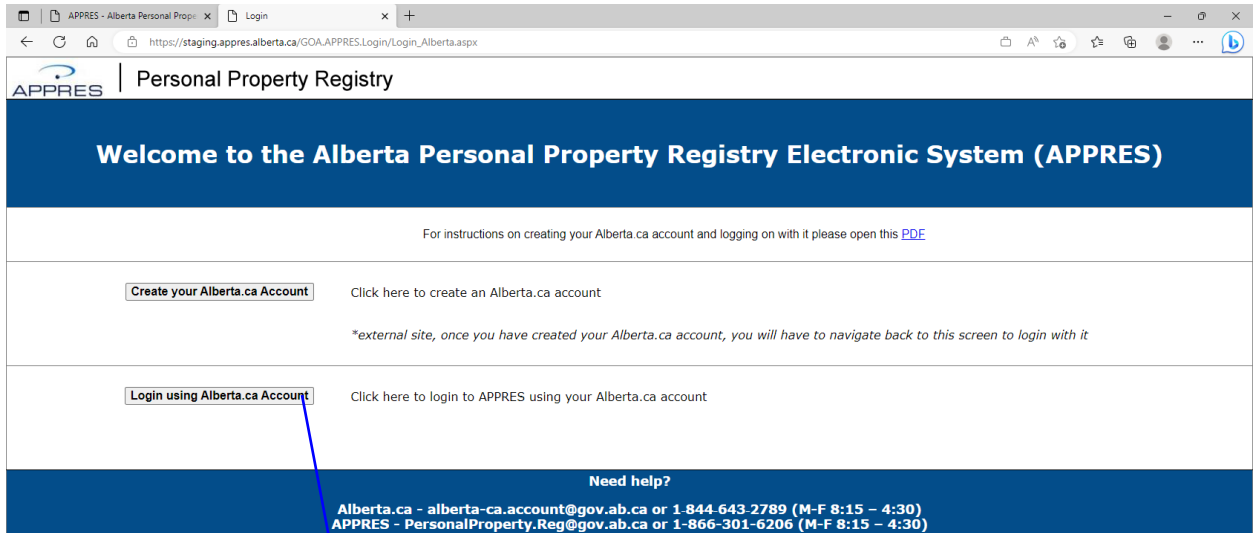 APPRES - Alberta Personal Prope
Login
https://staging.appres.alberta.ca/GOA.APPRES.Login/Login_Alberta.aspx
APPRES Personal Property Registry
Welcome to the Alberta Personal Property Registry Electronic System (APPRES)
For instructions on creating your Alberta.ca account and logging on with it please open this PDF
Create your Alberta.ca Account Click here to create an Alberta.ca account
*external site, once you have created your Alberta.ca account, you will have to navigate back to this screen to login with it
Login using Alberta.ca Account Click here to login to APPRES using your Alberta.ca account
Need help?
Alberta.ca - alberta-ca.account@gov.ab.ca or 1-844-643-2789 (M-F 8:15 – 4:30)
APPRES - PersonalProperty.Reg@gov.ab.ca or 1-866-301-6206 (M-F 8:15 – 4:30)